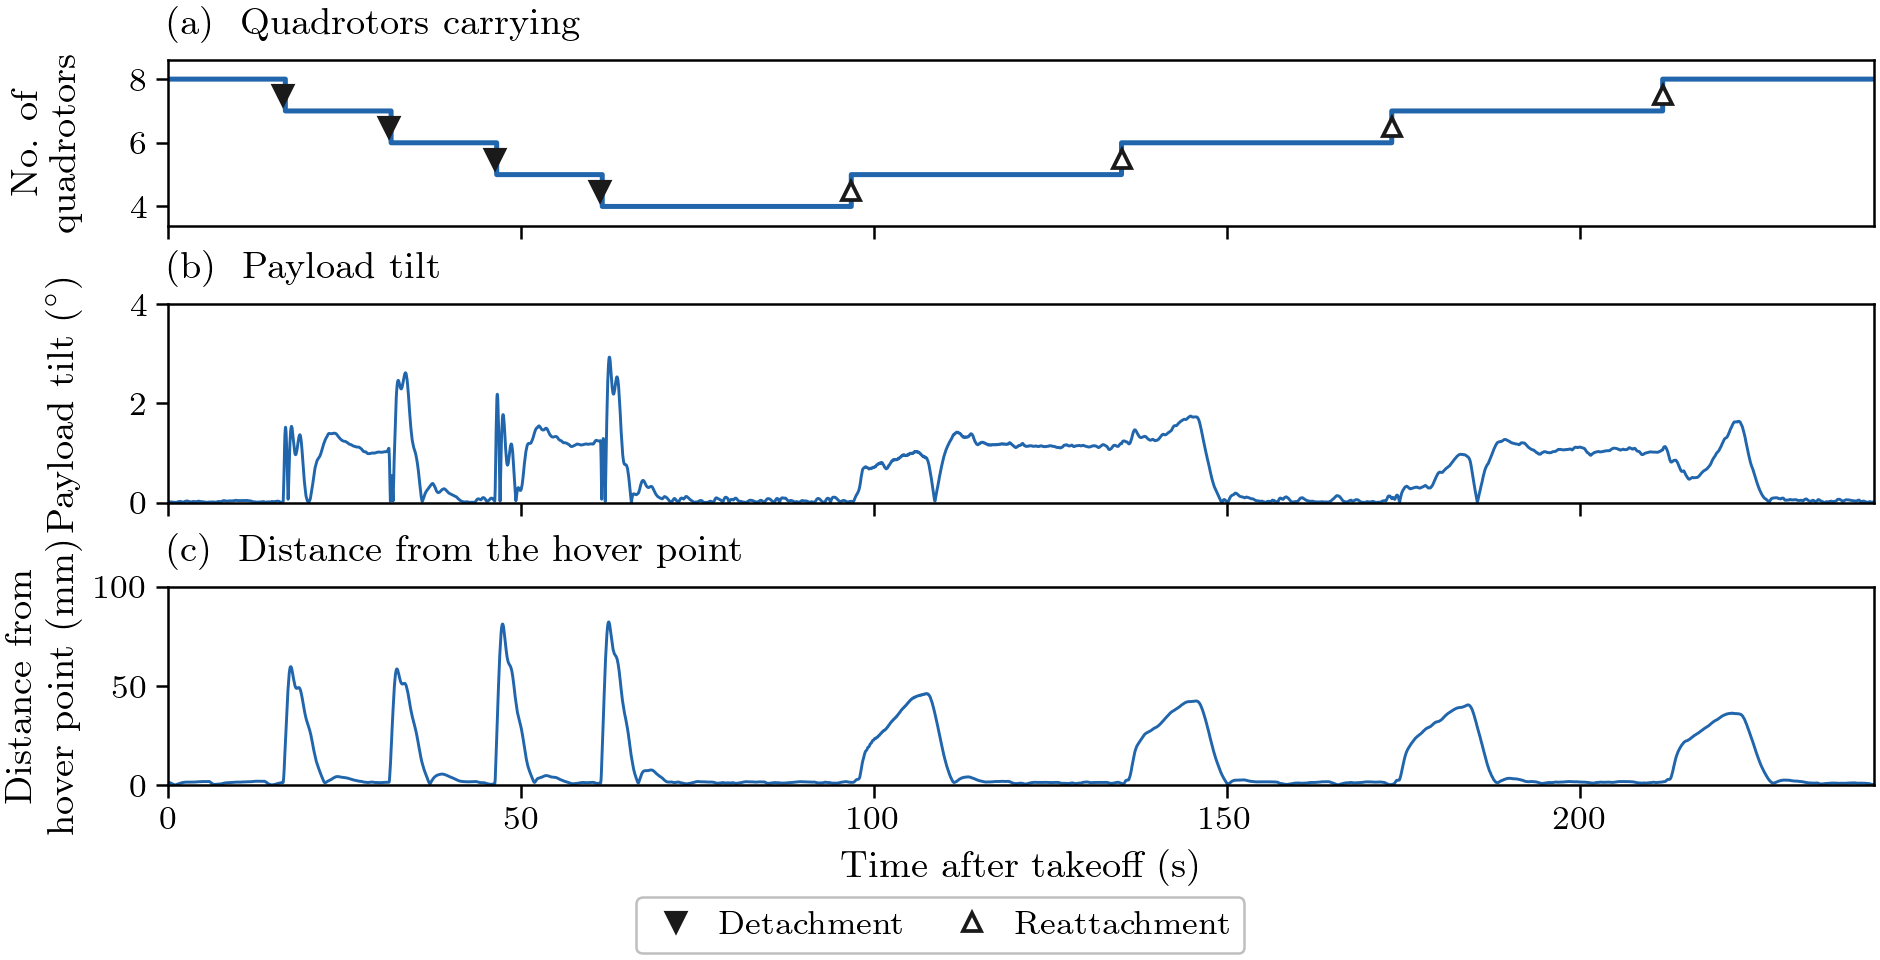 (a) Quadrotors carrying
No. of
quadrotors
8
6
4
(b) Payload tilt
Payload tilt (°)
4
2
0
(c) Distance from the hover point
Distance from
hover point (mm)
100
50
0
0 50 100 150 200
Time after takeoff (s)
Detachment Reattachment